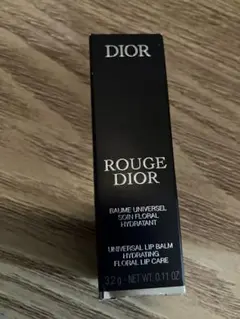 DIOR
ROUGE
DIOR
BAUME UNIVERSEL
SOIN FLORAL
HYDRATANT
UNIVERSAL LIP BALM
HYDRATING
FLORAL LIP CARE
3.2 g - NET WT. 0.11 OZ